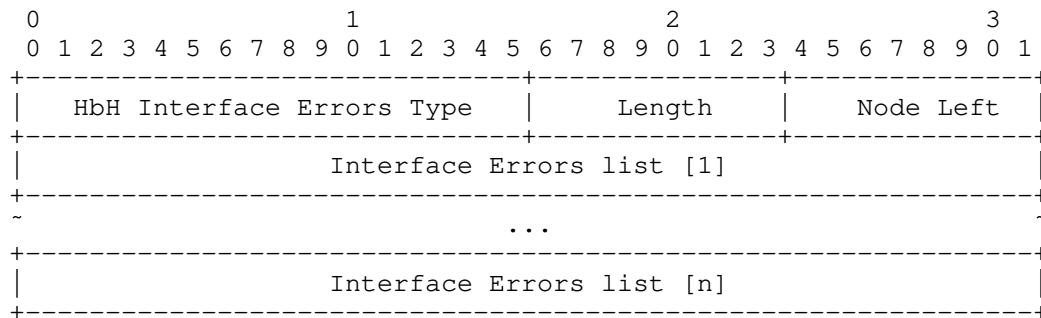 0 1 2 3
0 1 2 3 4 5 6 7 8 9 0 1 2 3 4 5 6 7 8 9 0 1 2 3 4 5 6 7 8 9 0 1
+-------------------------------+---------------+---------------+
| HbH Interface Errors Type | Length | Node Left |
+-------------------------------+---------------+---------------+
| Interface Errors list [1] |
+---------------------------------------------------------------+
~ ... ~
+---------------------------------------------------------------+
| Interface Errors list [n] |
+---------------------------------------------------------------+